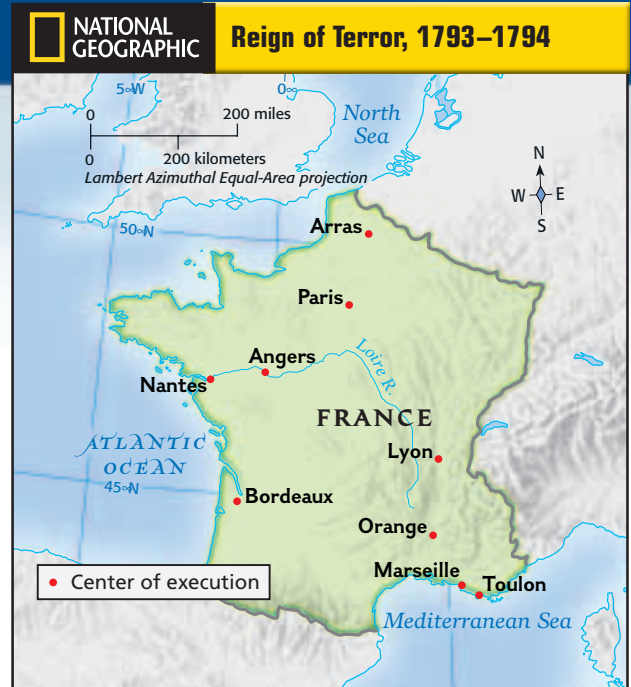 NATIONAL
GEOGRAPHIC
Reign of Terror, 1793–1794
5°W
0°
0
200 miles
0
200 kilometers
Lambert Azimuthal Equal-Area projection
North
Sea
N
W
E
S
50°N
Arras
Paris
Angers
Loire R.
Nantes
FRANCE
ATLANTIC
OCEAN
45°N
Lyon
Bordeaux
Orange
Marseille
Toulon
Center of execution
Mediterranean Sea